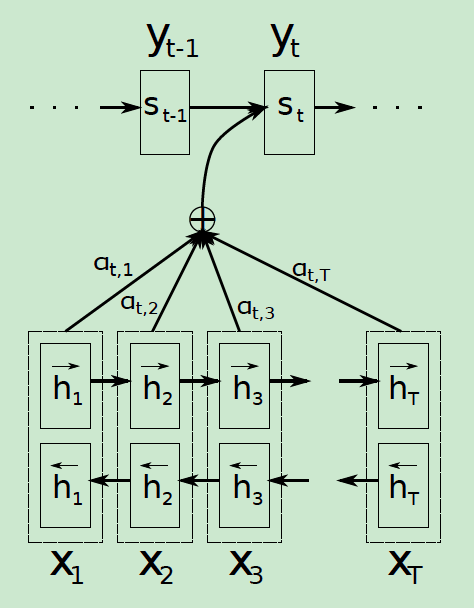 y_{t-1} y_t
. . . s_{t-1} s_t . . .
a_{t,1} a_{t,2} a_{t,3} a_{t,T}
\overrightarrow{h}_1 \overrightarrow{h}_2 \overrightarrow{h}_3 \overrightarrow{h}_T
\overleftarrow{h}_1 \overleftarrow{h}_2 \overleftarrow{h}_3 \overleftarrow{h}_T
x_1 x_2 x_3 x_T